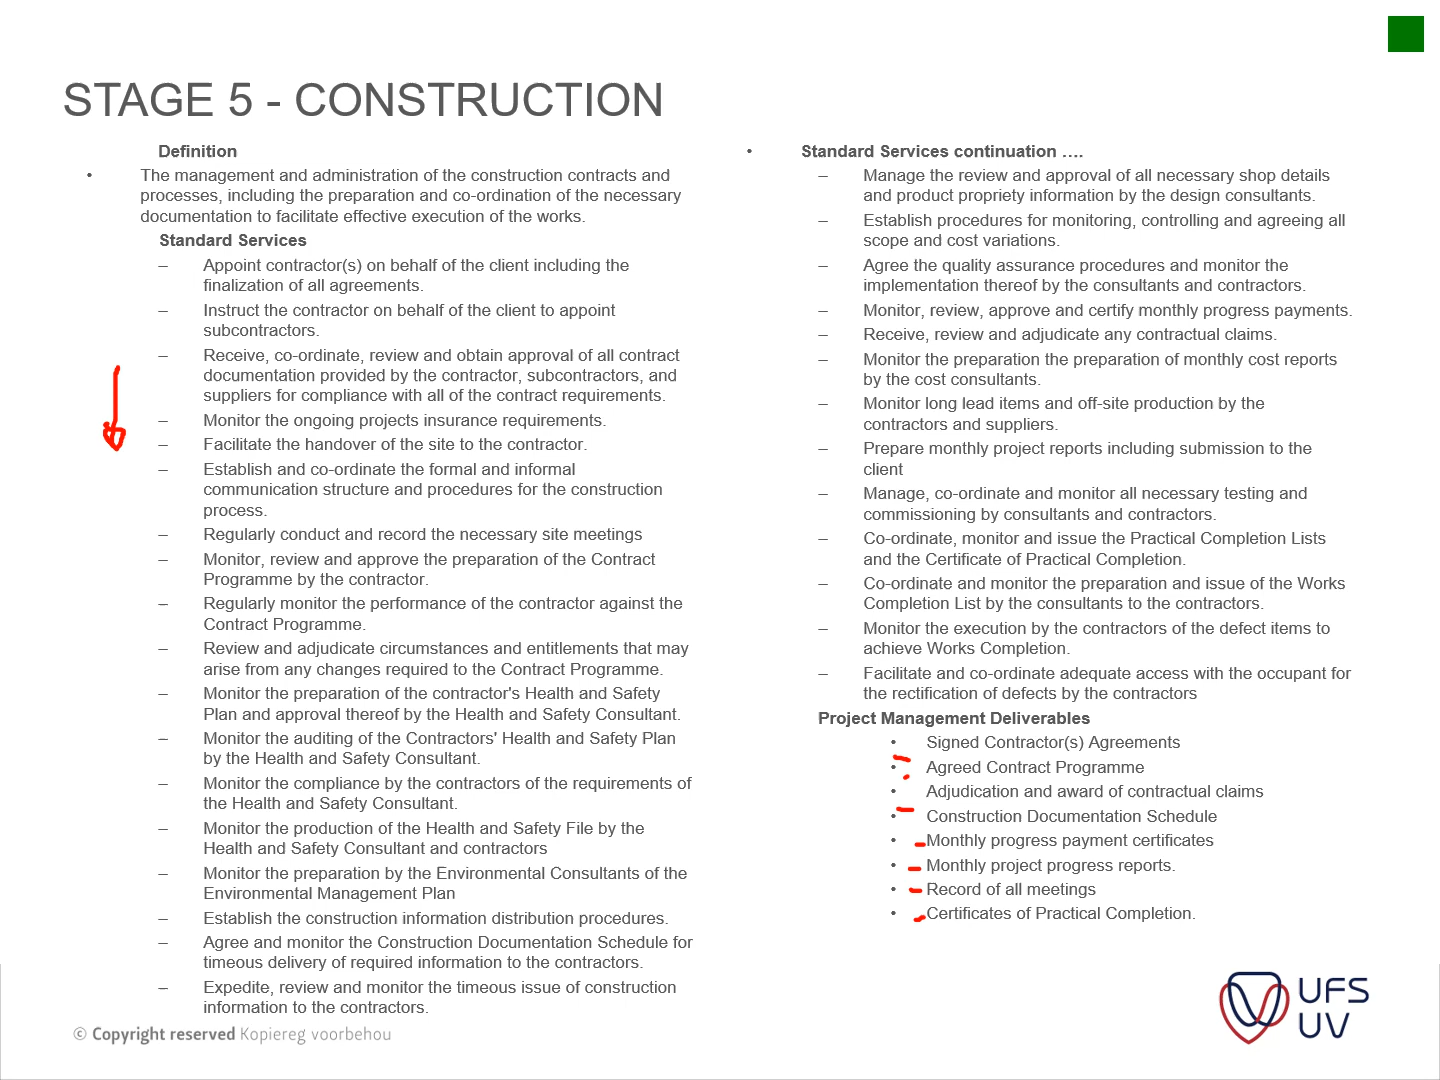 STAGE 5 - CONSTRUCTION
Definition
• The management and administration of the construction contracts and
processes, including the preparation and co-ordination of the necessary
documentation to facilitate effective execution of the works.
Standard Services
– Appoint contractor(s) on behalf of the client including the
finalization of all agreements.
– Instruct the contractor on behalf of the client to appoint
subcontractors.
– Receive, co-ordinate, review and obtain approval of all contract
documentation provided by the contractor, subcontractors, and
suppliers for compliance with all of the contract requirements.
– Monitor the ongoing projects insurance requirements.
– Facilitate the handover of the site to the contractor.
– Establish and co-ordinate the formal and informal
communication structure and procedures for the construction
process.
– Regularly conduct and record the necessary site meetings
– Monitor, review and approve the preparation of the Contract
Programme by the contractor.
– Regularly monitor the performance of the contractor against the
Contract Programme.
– Review and adjudicate circumstances and entitlements that may
arise from any changes required to the Contract Programme.
– Monitor the preparation of the contractor's Health and Safety
Plan and approval thereof by the Health and Safety Consultant.
– Monitor the auditing of the Contractors' Health and Safety Plan
by the Health and Safety Consultant.
– Monitor the compliance by the contractors of the requirements of
the Health and Safety Consultant.
– Monitor the production of the Health and Safety File by the
Health and Safety Consultant and contractors
– Monitor the preparation by the Environmental Consultants of the
Environmental Management Plan
– Establish the construction information distribution procedures.
– Agree and monitor the Construction Documentation Schedule for
timeous delivery of required information to the contractors.
– Expedite, review and monitor the timeous issue of construction
information to the contractors.
• Standard Services continuation ….
– Manage the review and approval of all necessary shop details
and product propriety information by the design consultants.
– Establish procedures for monitoring, controlling and agreeing all
scope and cost variations.
– Agree the quality assurance procedures and monitor the
implementation thereof by the consultants and contractors.
– Monitor, review, approve and certify monthly progress payments.
– Receive, review and adjudicate any contractual claims.
– Monitor the preparation the preparation of monthly cost reports
by the cost consultants.
– Monitor long lead items and off-site production by the
contractors and suppliers.
– Prepare monthly project reports including submission to the
client
– Manage, co-ordinate and monitor all necessary testing and
commissioning by consultants and contractors.
– Co-ordinate, monitor and issue the Practical Completion Lists
and the Certificate of Practical Completion.
– Co-ordinate and monitor the preparation and issue of the Works
Completion List by the consultants to the contractors.
– Monitor the execution by the contractors of the defect items to
achieve Works Completion.
– Facilitate and co-ordinate adequate access with the occupant for
the rectification of defects by the contractors
Project Management Deliverables
• Signed Contractor(s) Agreements
• Agreed Contract Programme
Adjudication and award of contractual claims
• Construction Documentation Schedule
• Monthly progress payment certificates
• Monthly project progress reports.
• Record of all meetings
• Certificates of Practical Completion.
© Copyright reserved Kopiereg voorbehou
UFS
UV